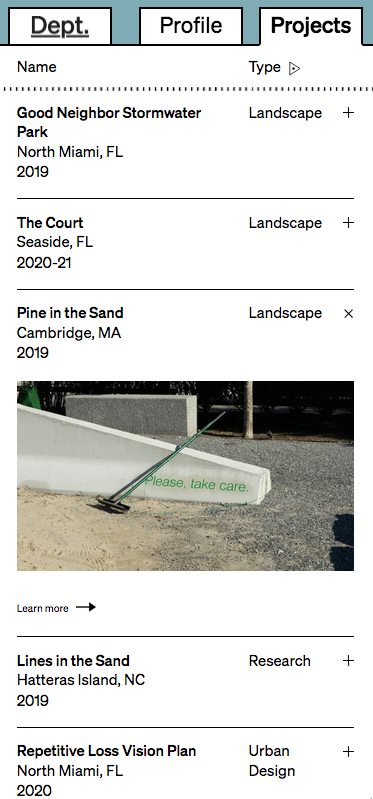 Dept.
Profile
Projects
Name
Type
Good Neighbor Stormwater
Park
North Miami, FL
2019
Landscape
The Court
Seaside, FL
2020-21
Landscape
Pine in the Sand
Cambridge, MA
2019
Landscape
Please, take care.
Learn more
Lines in the Sand
Hatteras Island, NC
2019
Research
Repetitive Loss Vision Plan
North Miami, FL
2020
Urban
Design